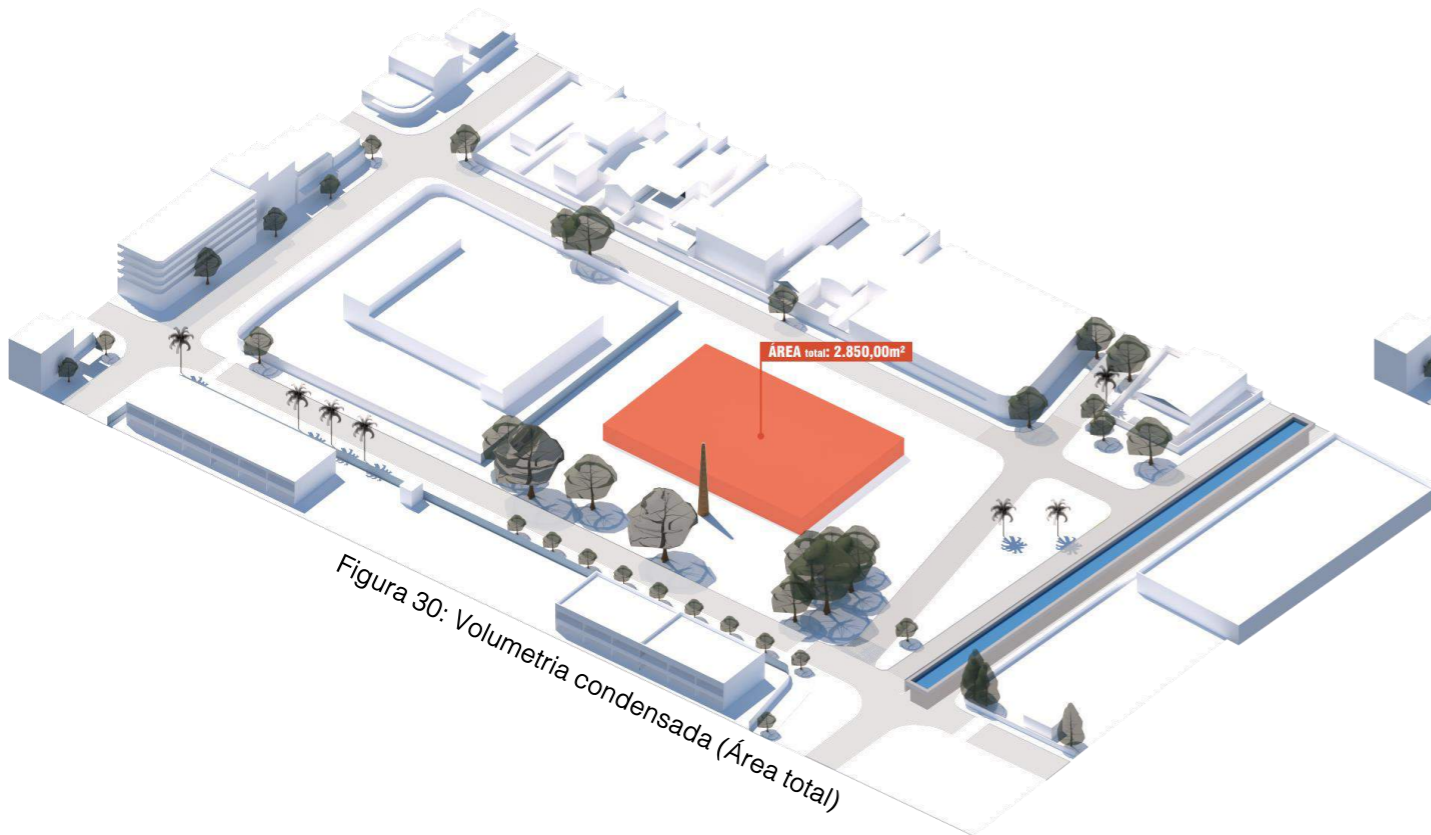 ÁREA total: 2.850,00m²
Figura 30: Volumetria condensada (Área total)